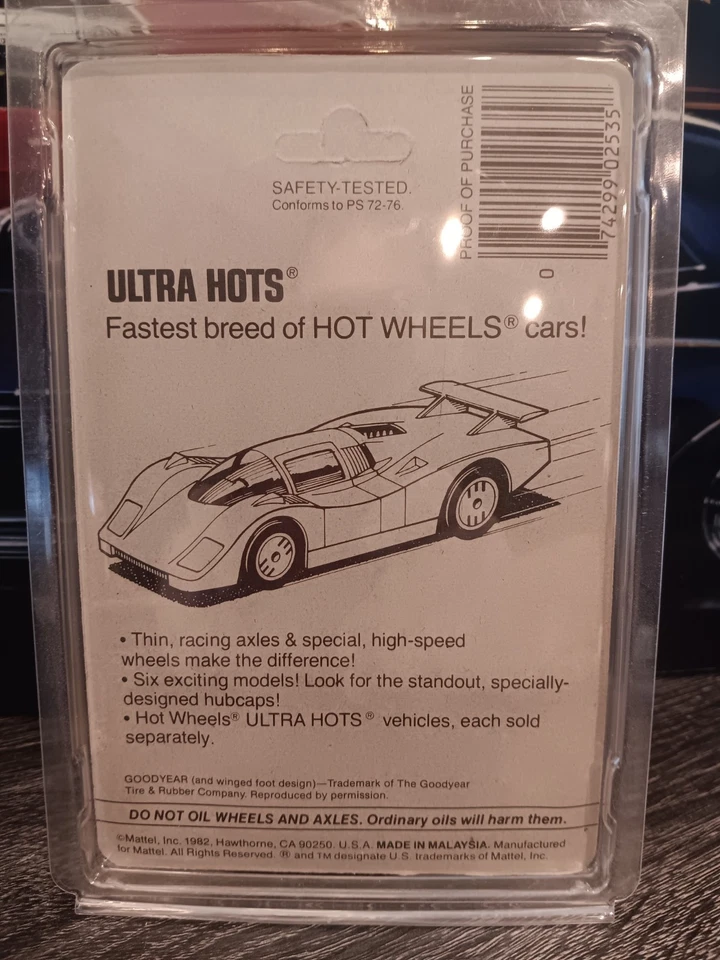 PROOF OF PURCHASE
74299 02535
0
SAFETY-TESTED.
Conforms to PS 72-76.
ULTRA HOTS®
Fastest breed of HOT WHEELS® cars!
• Thin, racing axles & special, high-speed
wheels make the difference!
• Six exciting models! Look for the standout, specially-
designed hubcaps!
• Hot Wheels® ULTRA HOTS® vehicles, each sold
separately.
GOODYEAR (and winged foot design)—Trademark of The Goodyear
Tire & Rubber Company. Reproduced by permission.
DO NOT OIL WHEELS AND AXLES. Ordinary oils will harm them.
©Mattel, Inc. 1982, Hawthorne, CA 90250. U.S.A. MADE IN MALAYSIA. Manufactured
for Mattel. All Rights Reserved. ® and TM designate U.S. trademarks of Mattel, Inc.